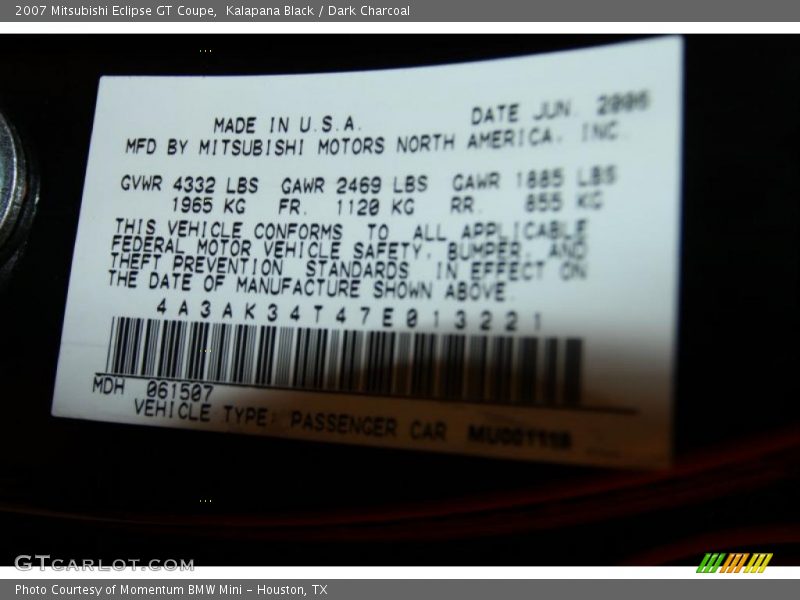 2007 Mitsubishi Eclipse GT Coupe,  Kalapana Black / Dark Charcoal
MADE IN U.S.A. DATE JUN. 2006
MFD BY MITSUBISHI MOTORS NORTH AMERICA, INC.
GVWR 4332 LBS GAWR 2469 LBS GAWR 1885 LBS
1965 KG FR. 1120 KG RR. 855 KG
THIS VEHICLE CONFORMS TO ALL APPLICABLE
FEDERAL MOTOR VEHICLE SAFETY, BUMPER, AND
THEFT PREVENTION STANDARDS IN EFFECT ON
THE DATE OF MANUFACTURE SHOWN ABOVE.
4A3AK34T47E013221
MDH 061507
VEHICLE TYPE: PASSENGER CAR
GTCARLOT.COM
Photo Courtesy of Momentum BMW Mini - Houston, TX